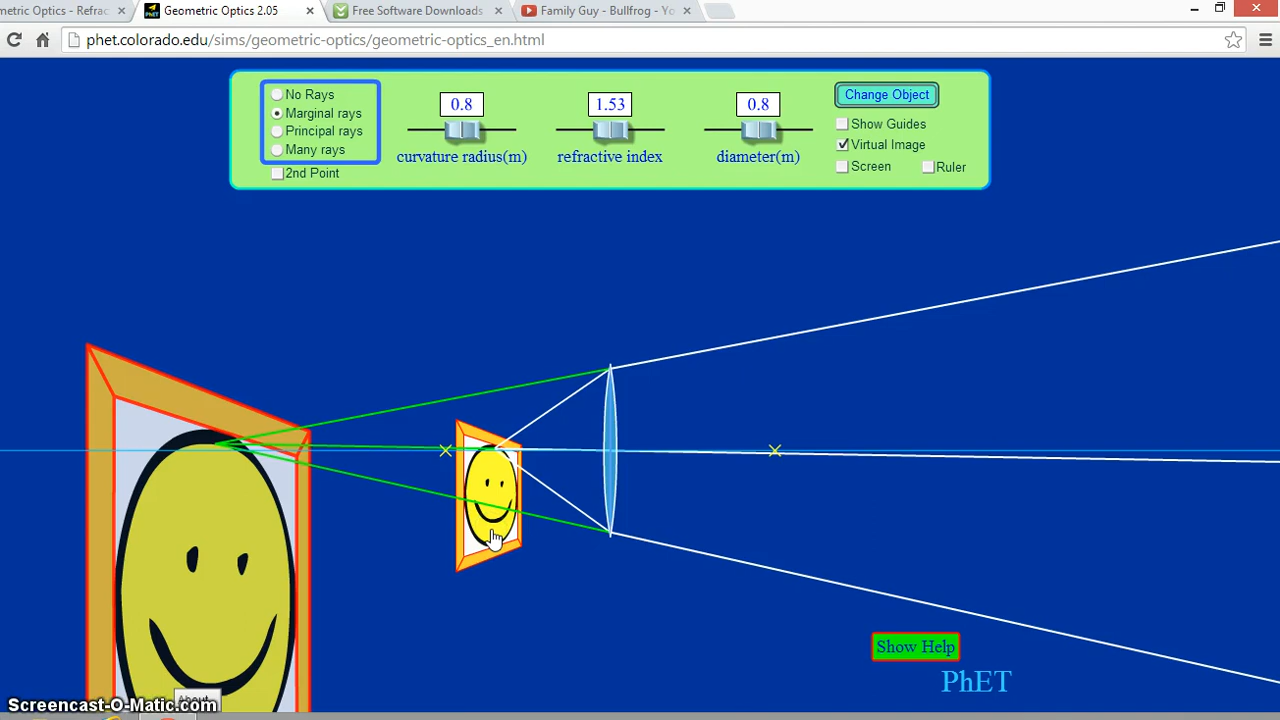 metric Optics - Refrac
Geometric Optics 2.05
Free Software Downloads
Family Guy - Bullfrog - Yo
phet.colorado.edu/sims/geometric-optics/geometric-optics_en.html
No Rays
Marginal rays
Principal rays
Many rays
2nd Point
0.8
curvature radius(m)
1.53
refractive index
0.8
diameter(m)
Change Object
Show Guides
Virtual Image
Screen
Ruler
Show Help
PhET
About
Screencast-O-Matic.com